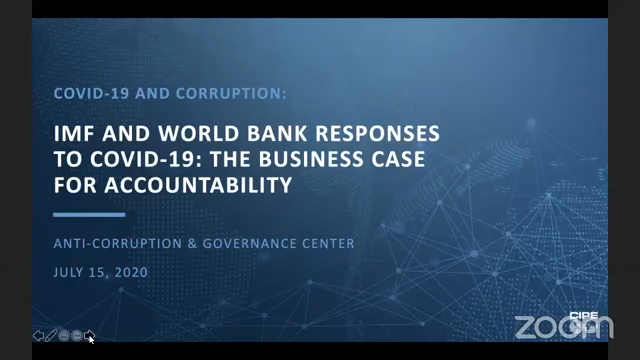 COVID-19 AND CORRUPTION:
IMF AND WORLD BANK RESPONSES
TO COVID-19: THE BUSINESS CASE
FOR ACCOUNTABILITY
ANTI-CORRUPTION & GOVERNANCE CENTER
JULY 15, 2020
CIPE
zoom